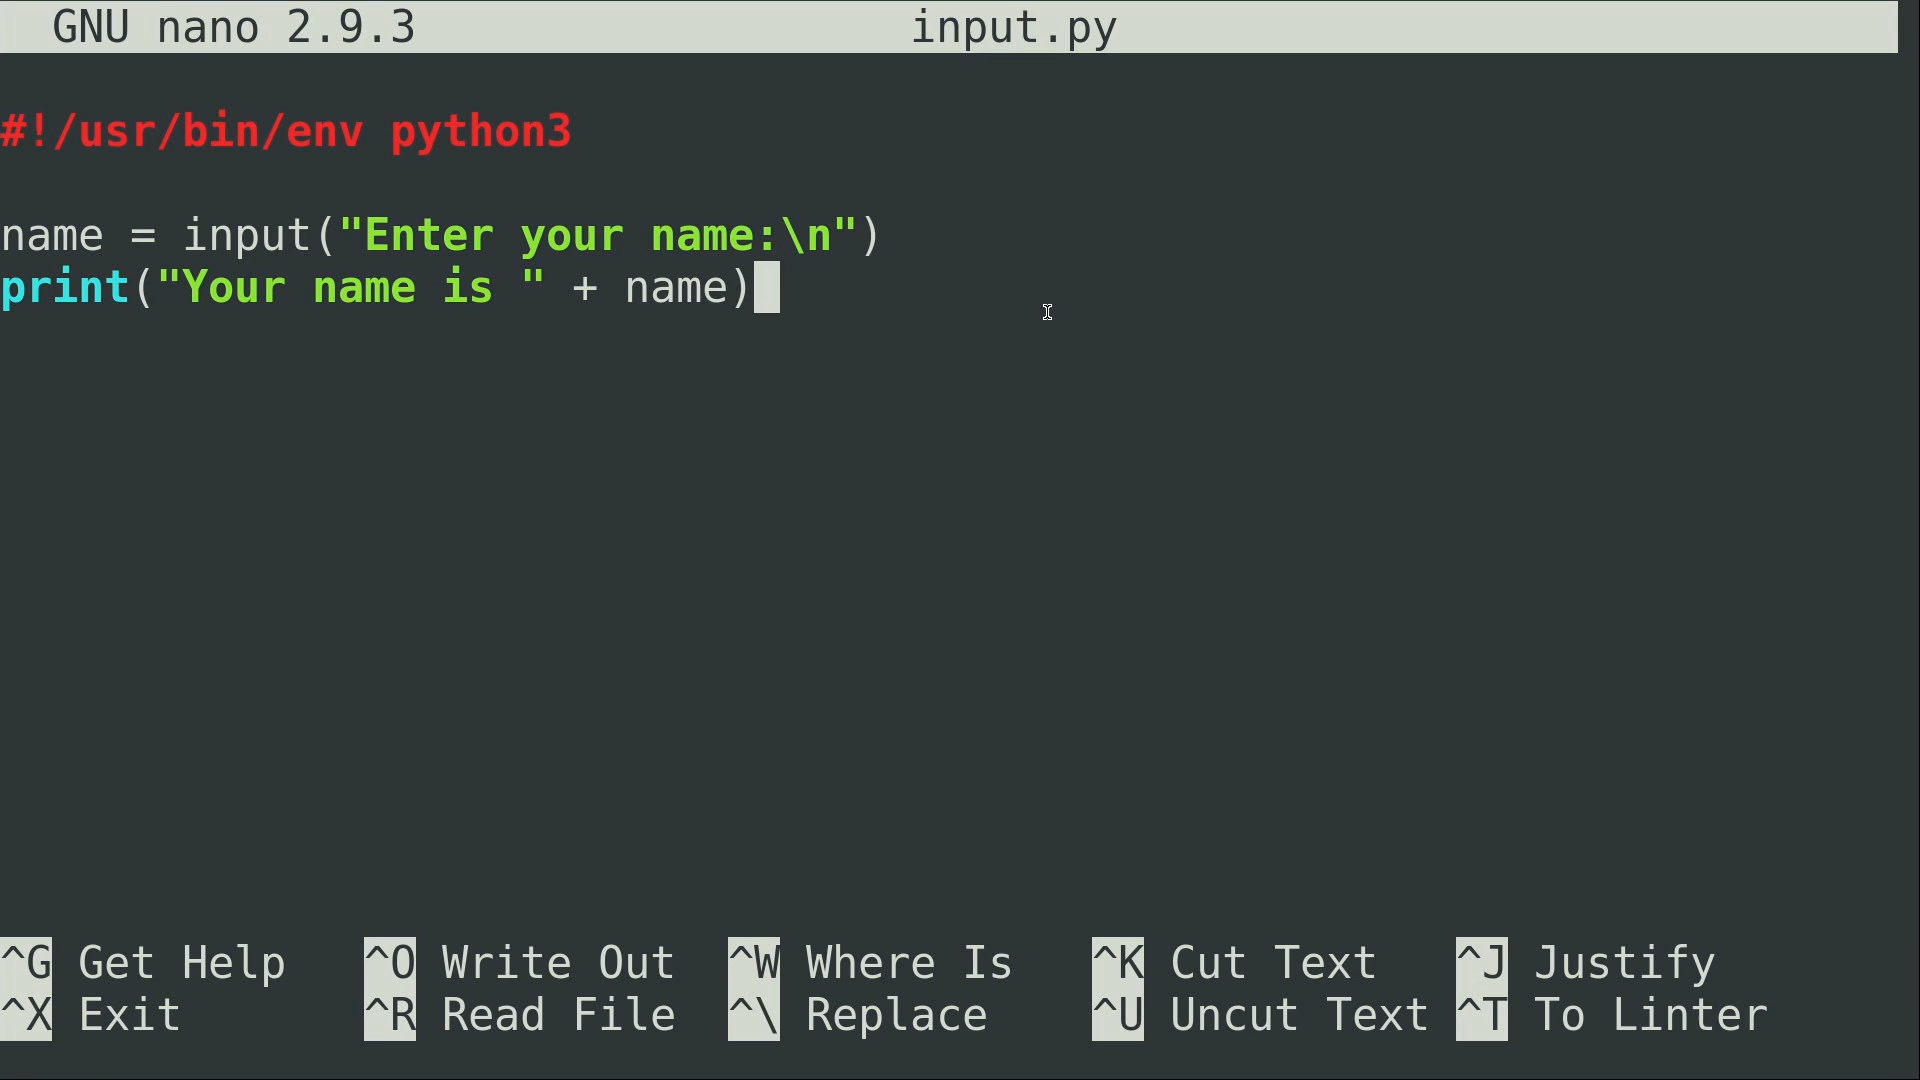 GNU nano 2.9.3 input.py
#!/usr/bin/env python3
name = input("Enter your name:\n")
print("Your name is " + name)
^G Get Help ^O Write Out ^W Where Is ^K Cut Text ^J Justify
^X Exit ^R Read File ^\ Replace ^U Uncut Text ^T To Linter